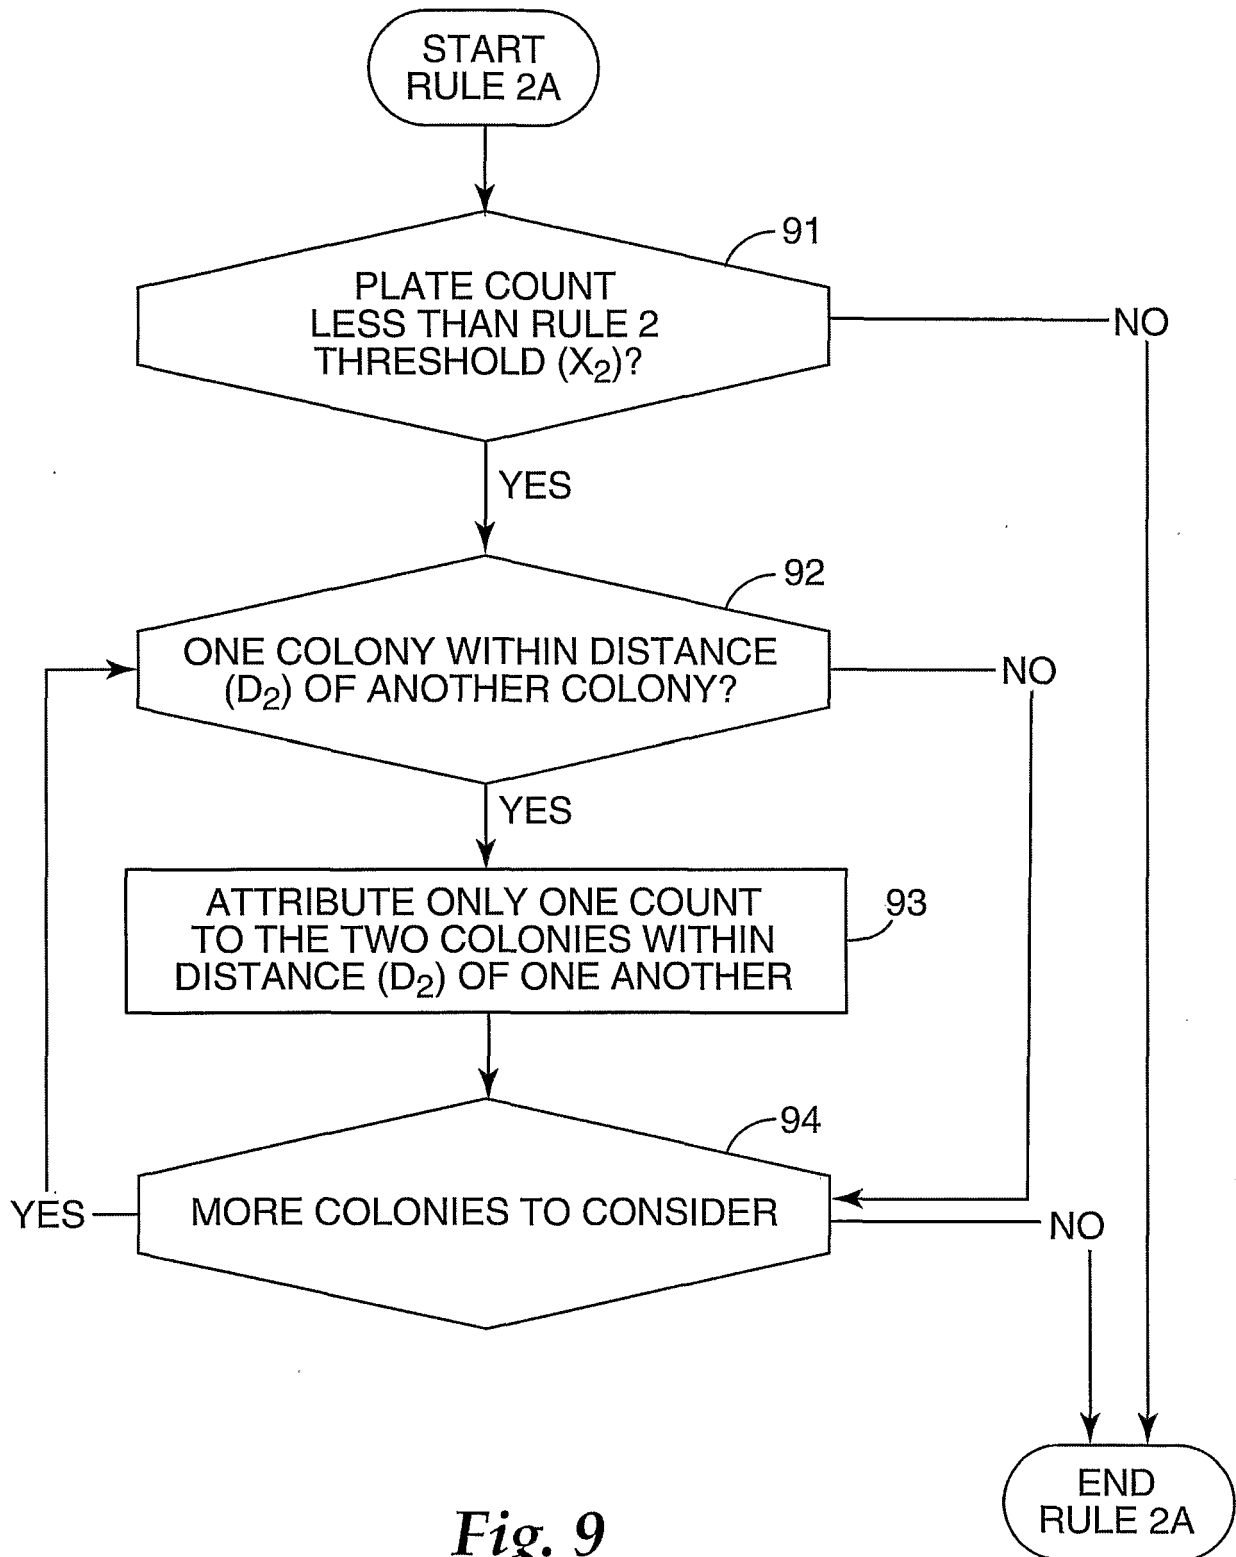 START
RULE 2A
91
PLATE COUNT
LESS THAN RULE 2
THRESHOLD (X₂)?
NO
YES
92
ONE COLONY WITHIN DISTANCE
(D₂) OF ANOTHER COLONY?
NO
YES
ATTRIBUTE ONLY ONE COUNT
TO THE TWO COLONIES WITHIN
DISTANCE (D₂) OF ONE ANOTHER
93
94
YES
MORE COLONIES TO CONSIDER
NO
END
RULE 2A
Fig. 9